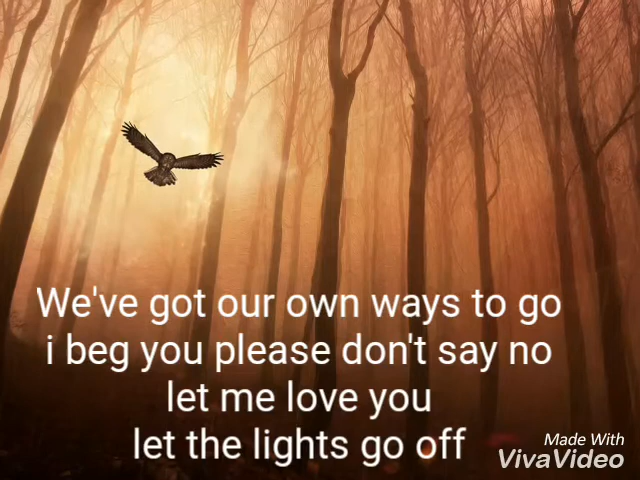 We've got our own ways to go
i beg you please don't say no
let me love you
let the lights go off
Made With
VivaVideo